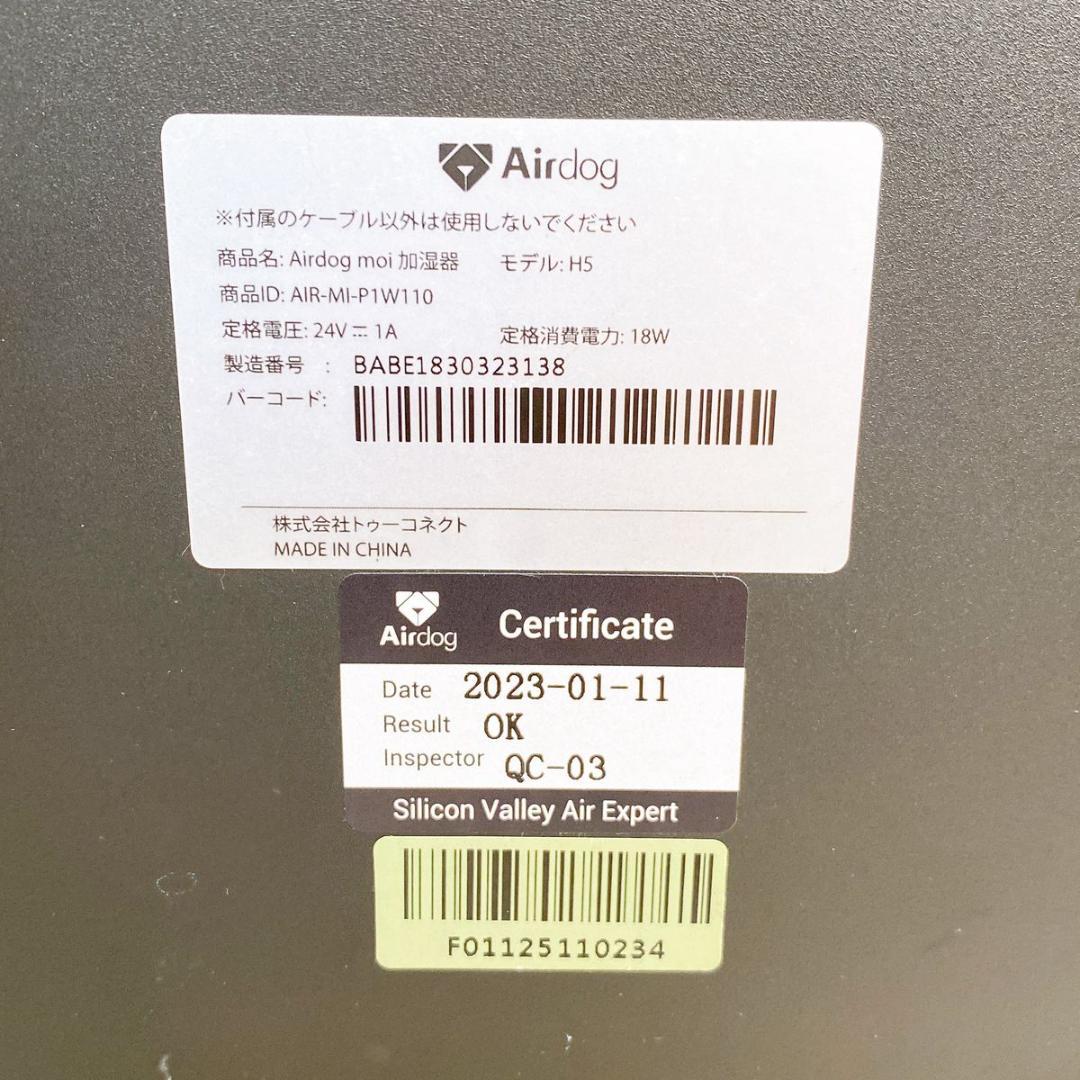 Airdog
※付属のケーブル以外は使用しないでください
商品名: Airdog moi 加湿器 モデル: H5
商品ID: AIR-MI-P1W110
定格電圧: 24V ⎓ 1A 定格消費電力: 18W
製造番号 : BABE1830323138
バーコード:
株式会社トゥーコネクト
MADE IN CHINA
Airdog Certificate
Date 2023-01-11
Result OK
Inspector QC-03
Silicon Valley Air Expert
F01125110234